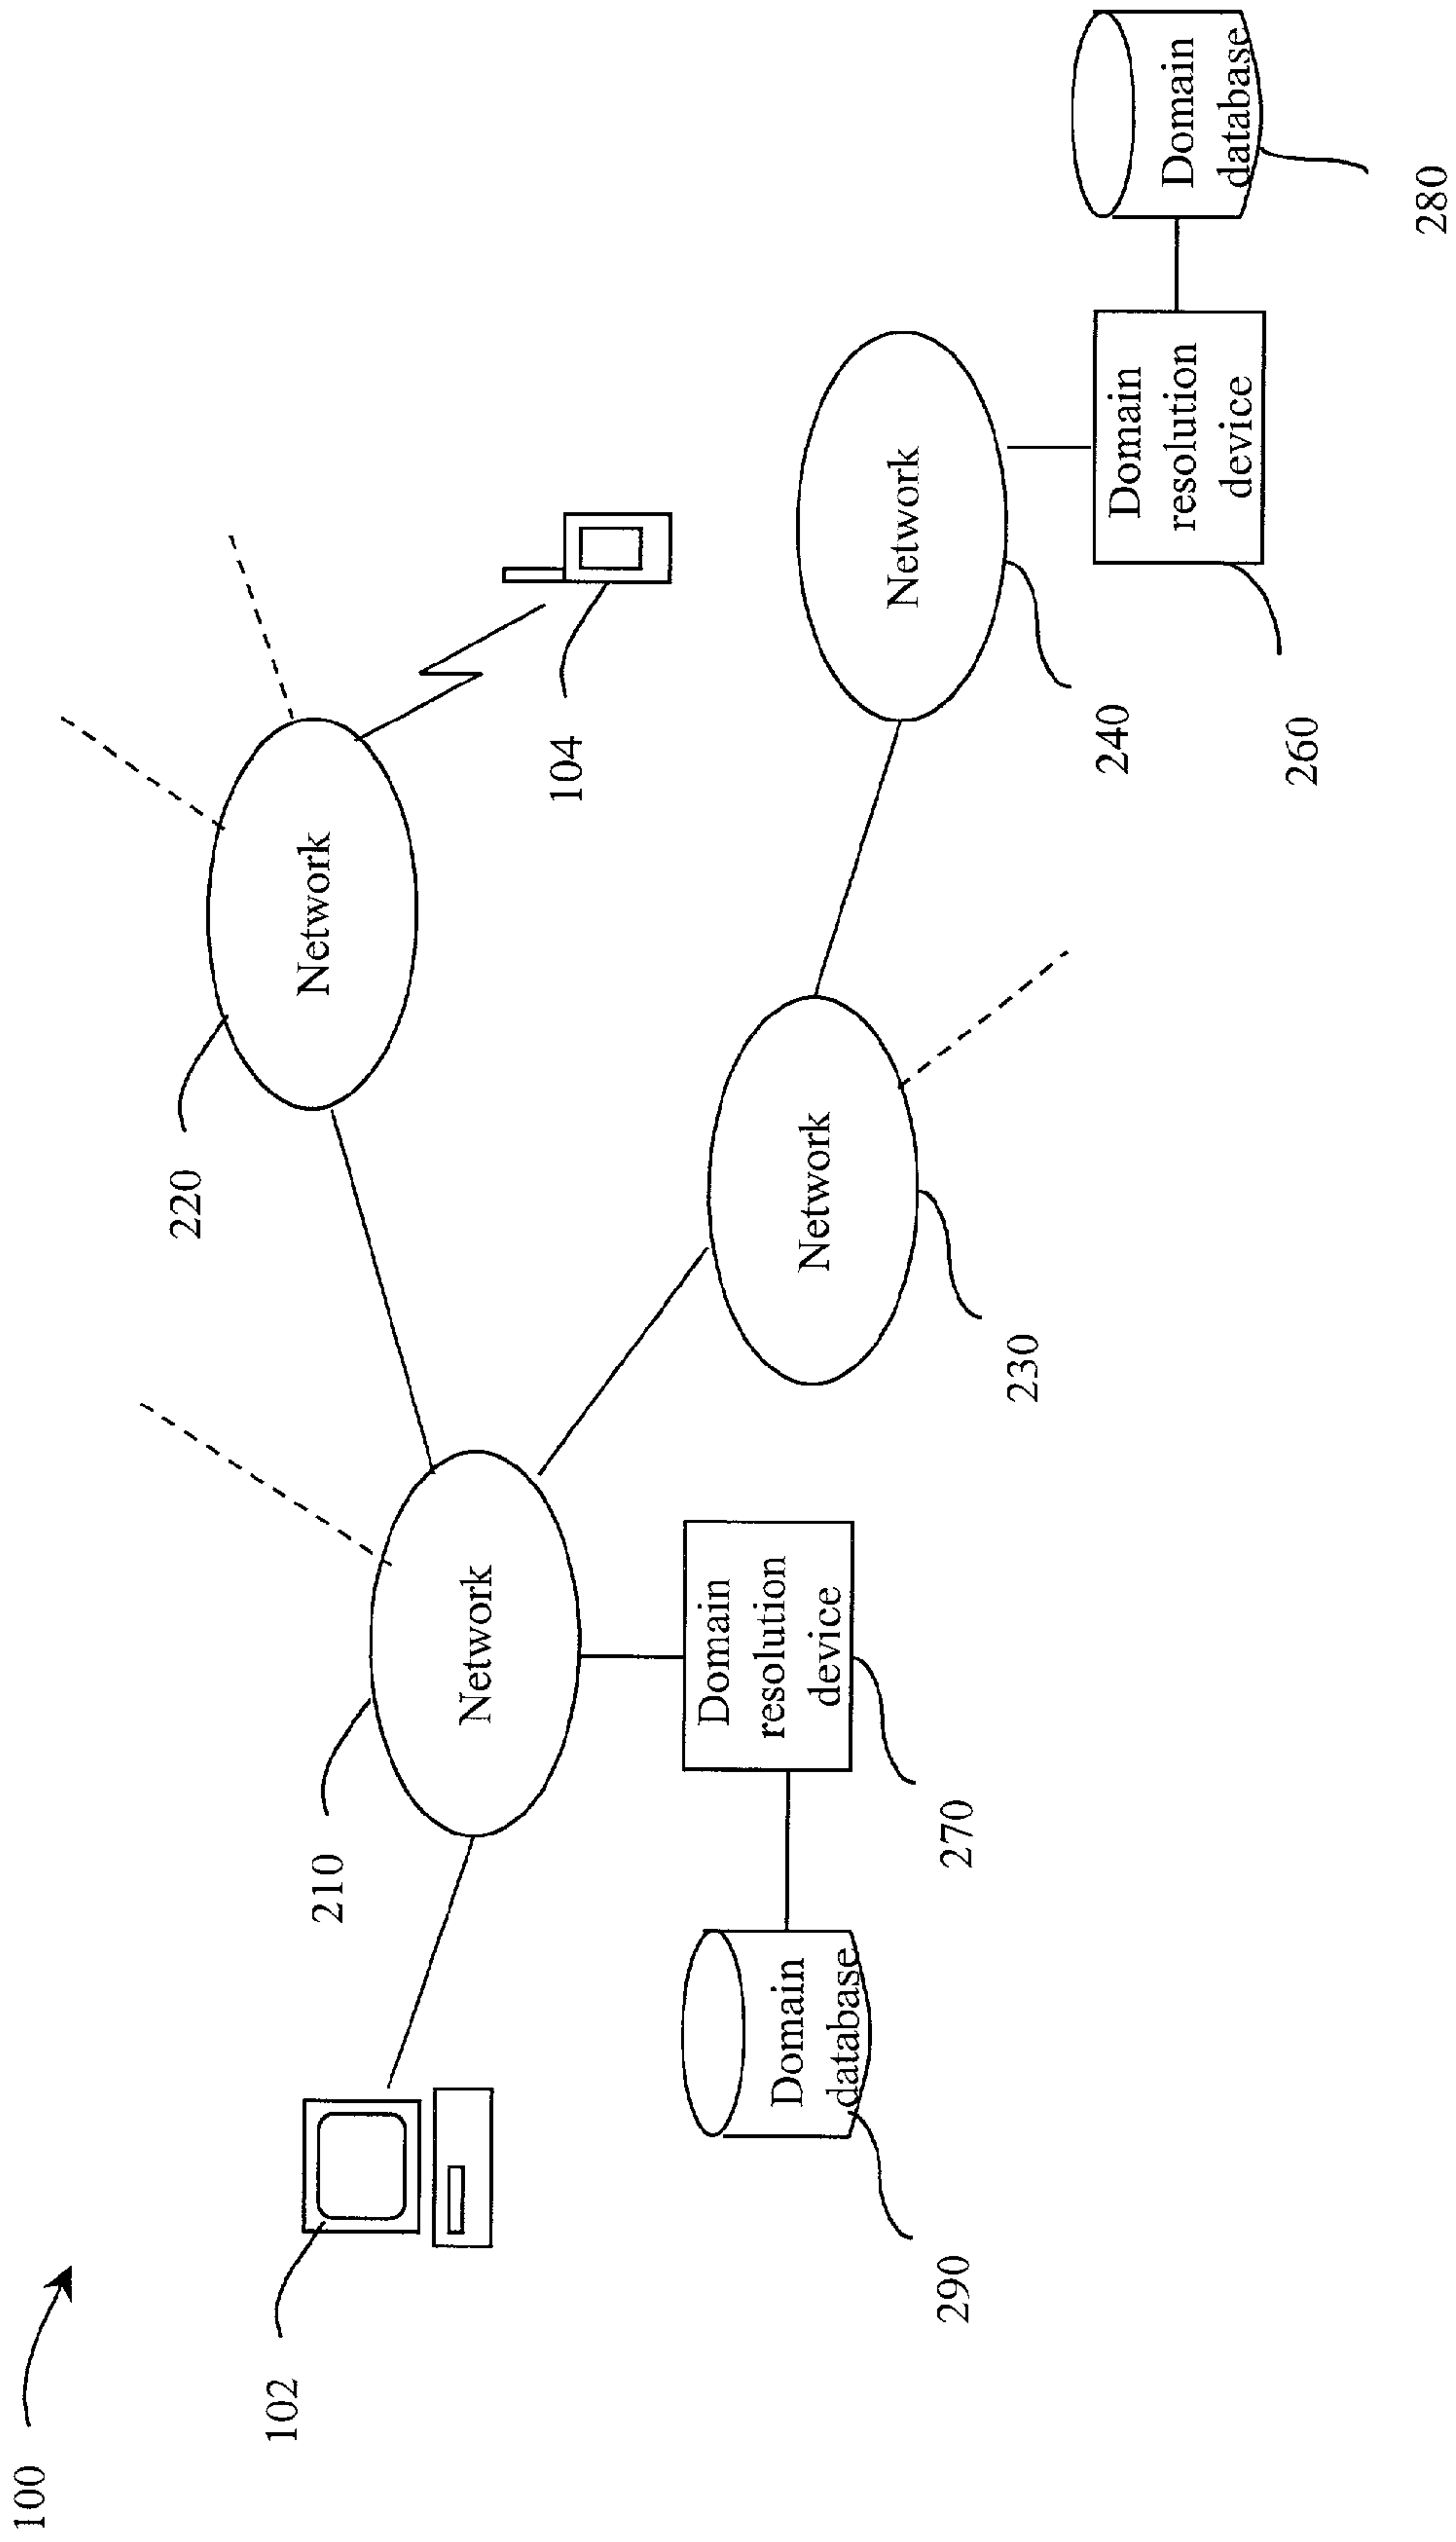 100
102
210
Network
220
Network
104
290
Domain
database
270
Domain
resolution
device
230
Network
240
Network
260
Domain
resolution
device
280
Domain
database